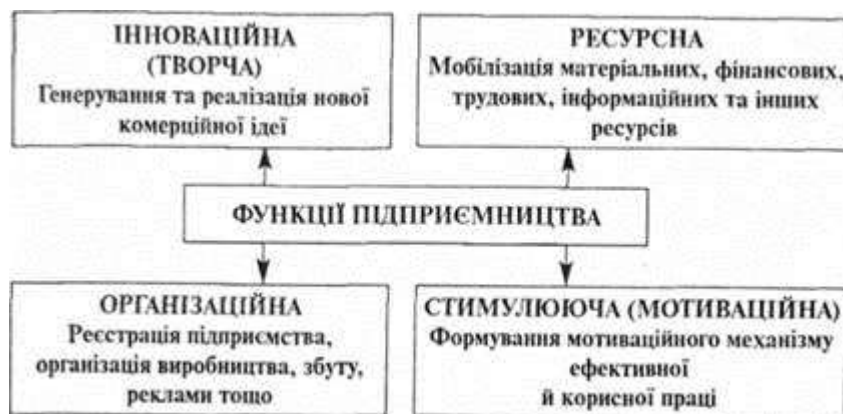 ІННОВАЦІЙНА
(ТВОРЧА)
Генерування та реалізація нової
комерційної ідеї
РЕСУРСНА
Мобілізація матеріальних, фінансових,
трудових, інформаційних та інших
ресурсів
ФУНКЦІЇ ПІДПРИЄМНИЦТВА
ОРГАНІЗАЦІЙНА
Реєстрація підприємства,
організація виробництва, збуту,
реклами тощо
СТИМУЛЮЮЧА (МОТИВАЦІЙНА)
Формування мотиваційного механізму
ефективної
й корисної праці